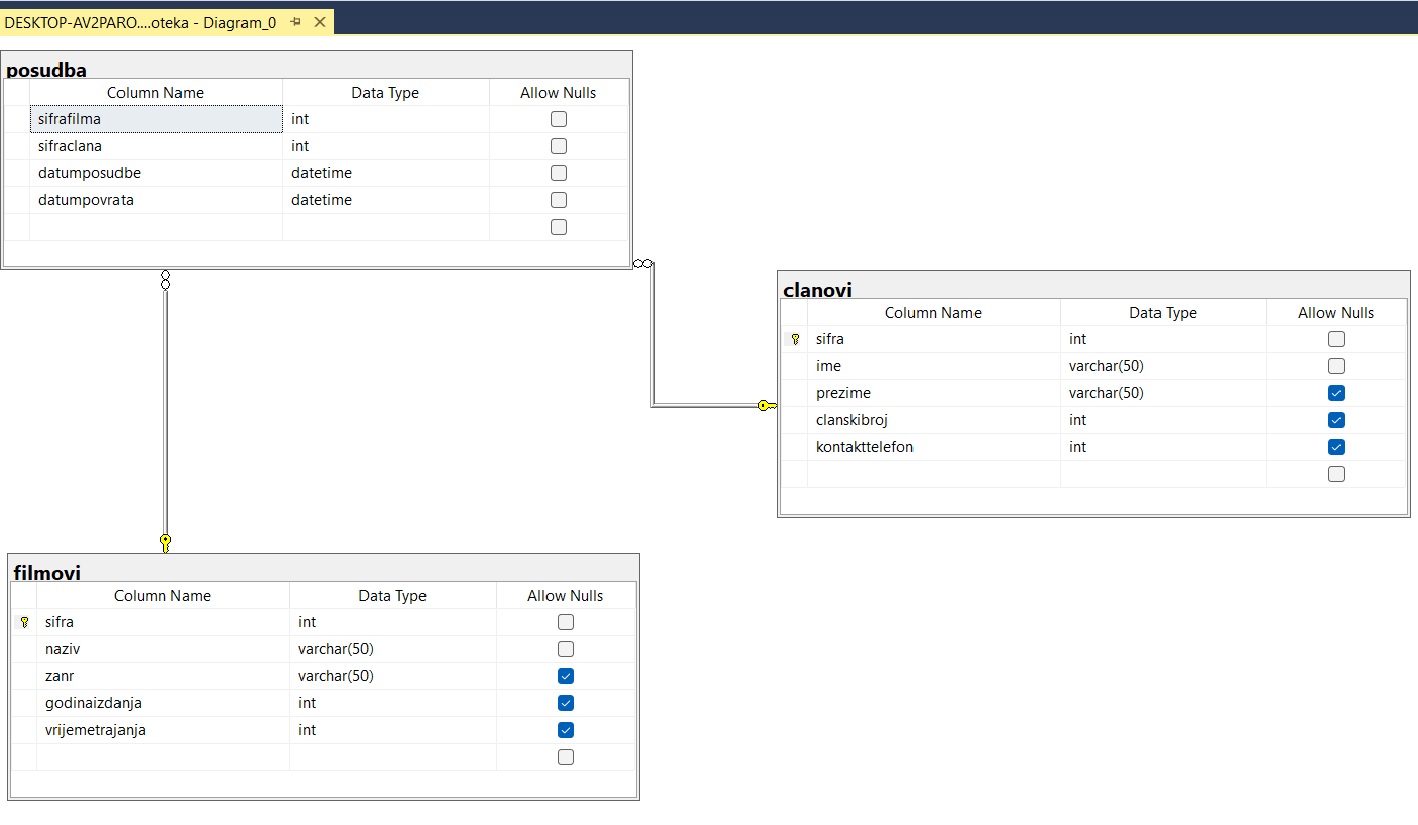 DESKTOP-AV2PARO....oteka - Diagram_0
posudba
Column Name Data Type Allow Nulls
sifrafilma int
sifraclana int
datumposudbe datetime
datumpovrata datetime
clanovi
Column Name Data Type Allow Nulls
sifra int
ime varchar(50)
prezime varchar(50)
clanskibroj int
kontakttelefon int
filmovi
Column Name Data Type Allow Nulls
sifra int
naziv varchar(50)
zanr varchar(50)
godinaizdanja int
vrijemetrajanja int